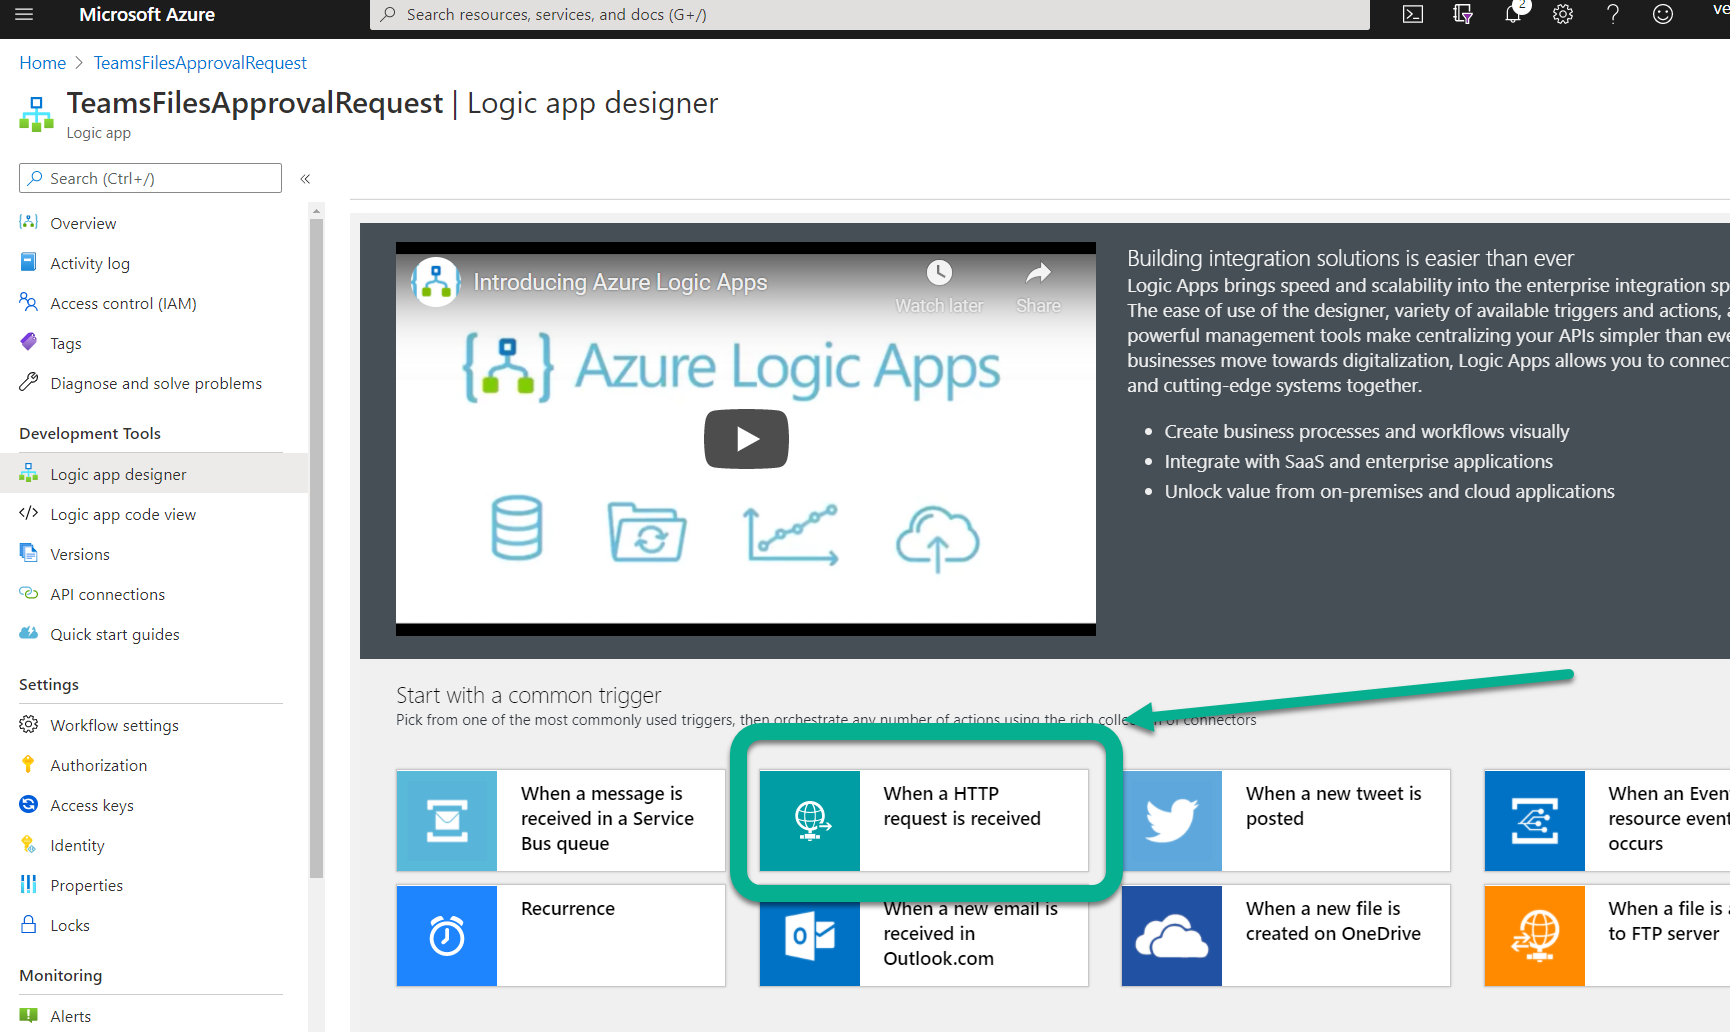 Microsoft Azure
Search resources, services, and docs (G+/)
2
ve
Home > TeamsFilesApprovalRequest
TeamsFilesApprovalRequest | Logic app designer
Logic app
Search (Ctrl+/)
«
Overview
Activity log
Access control (IAM)
Tags
Diagnose and solve problems
Development Tools
Logic app designer
Logic app code view
Versions
API connections
Quick start guides
Settings
Workflow settings
Authorization
Access keys
Identity
Properties
Locks
Monitoring
Alerts
Introducing Azure Logic Apps
Watch later
Share
Azure Logic Apps
Building integration solutions is easier than ever
Logic Apps brings speed and scalability into the enterprise integration sp
The ease of use of the designer, variety of available triggers and actions, a
powerful management tools make centralizing your APIs simpler than eve
businesses move towards digitalization, Logic Apps allows you to connec
and cutting-edge systems together.
• Create business processes and workflows visually
• Integrate with SaaS and enterprise applications
• Unlock value from on-premises and cloud applications
Start with a common trigger
Pick from one of the most commonly used triggers, then orchestrate any number of actions using the rich of connectors
When a message is
received in a Service
Bus queue
When a HTTP
request is received
When a new tweet is
posted
When an Even
resource event
occurs
Recurrence
When a new email is
received in
Outlook.com
When a new file is
created on OneDrive
When a file is a
to FTP server